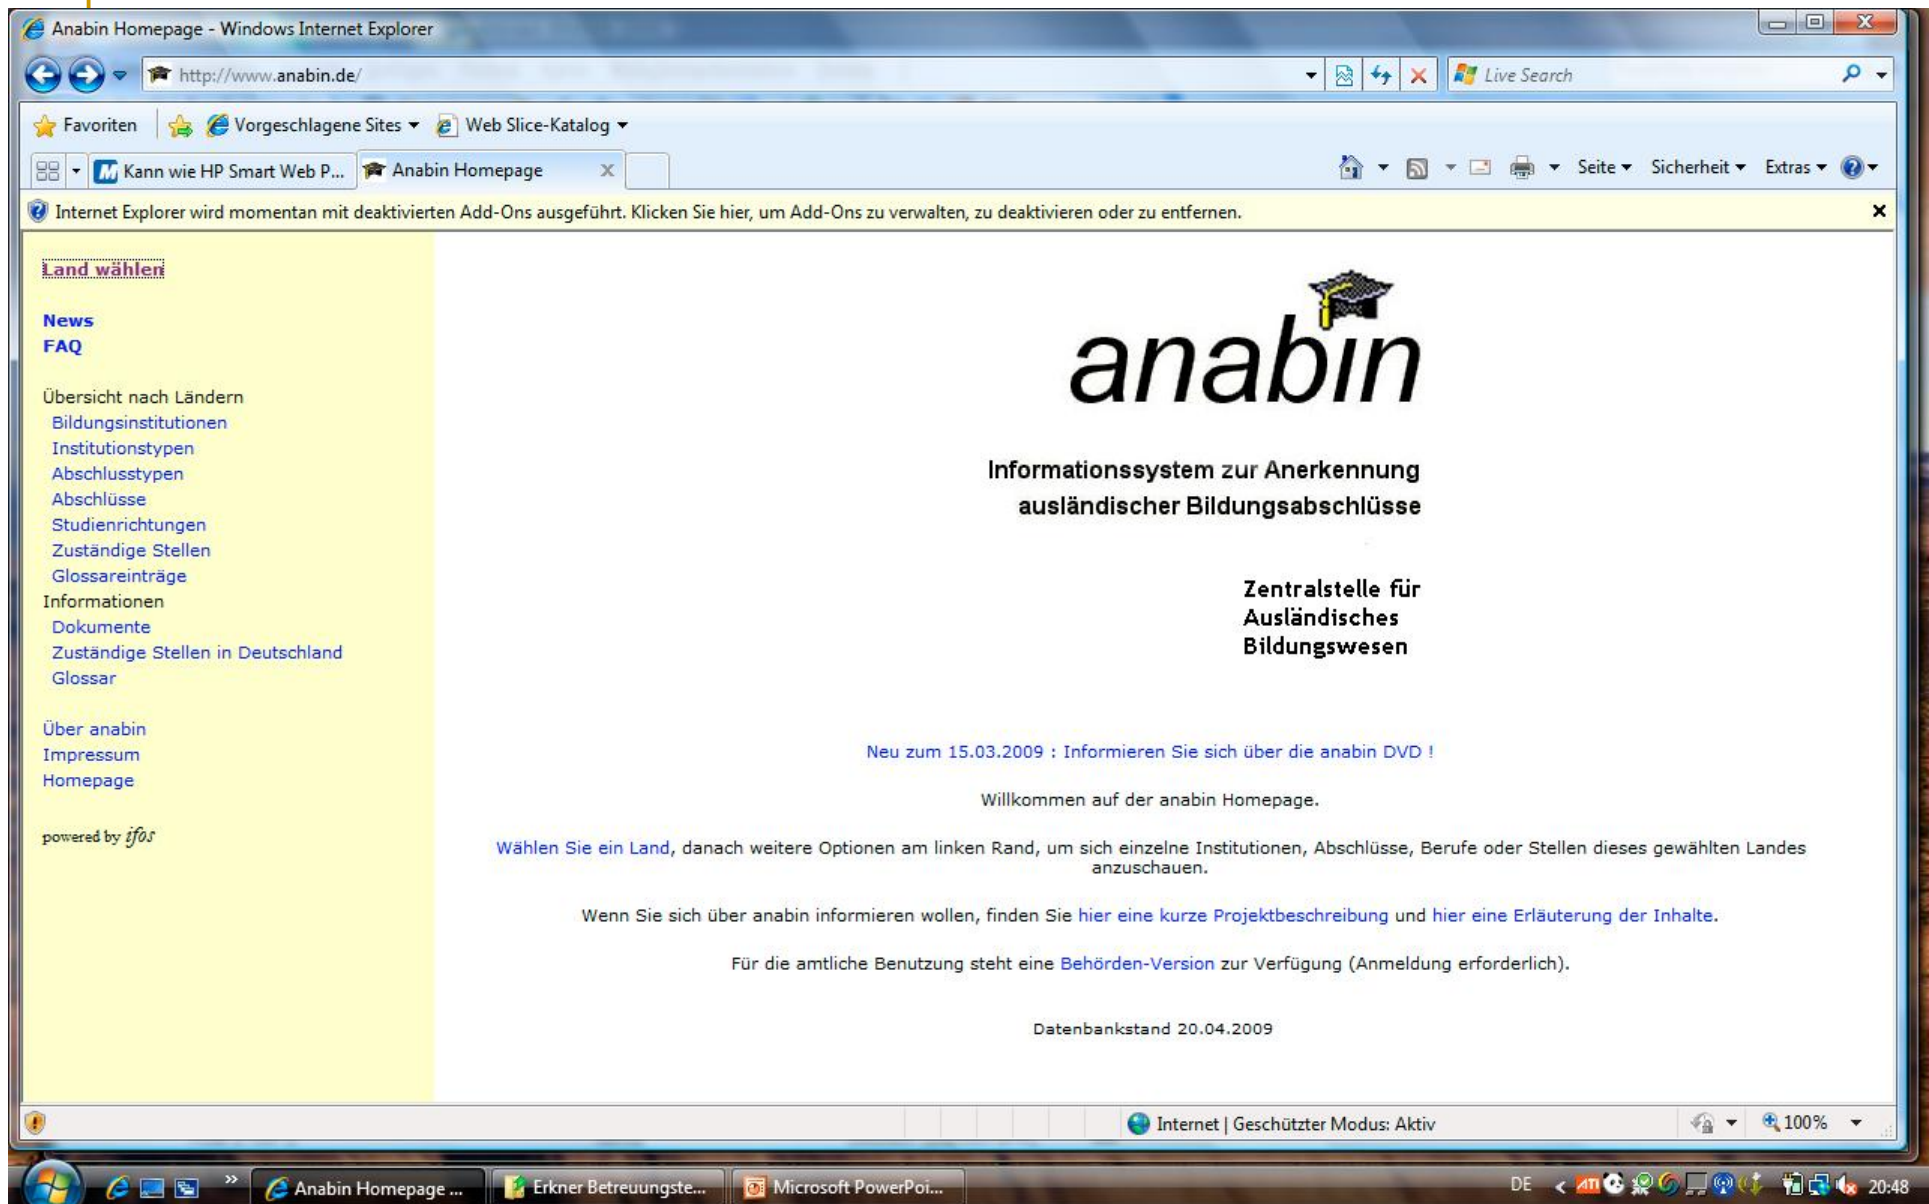 Anabin Homepage - Windows Internet Explorer
http://www.anabin.de/
Live Search
Favoriten
Vorgeschlagene Sites
Web Slice-Katalog
Kann wie HP Smart Web P...
Anabin Homepage
Seite
Sicherheit
Extras
Internet Explorer wird momentan mit deaktivierten Add-Ons ausgeführt. Klicken Sie hier, um Add-Ons zu verwalten, zu deaktivieren oder zu entfernen.
Land wählen
News
FAQ
Übersicht nach Ländern
Bildungsinstitutionen
Institutionstypen
Abschlusstypen
Abschlüsse
Studienrichtungen
Zuständige Stellen
Glossareinträge
Informationen
Dokumente
Zuständige Stellen in Deutschland
Glossar
Über anabin
Impressum
Homepage
powered by ifos
anabin
Informationssystem zur Anerkennung
ausländischer Bildungsabschlüsse
Zentralstelle für
Ausländisches
Bildungswesen
Neu zum 15.03.2009 : Informieren Sie sich über die anabin DVD !
Willkommen auf der anabin Homepage.
Wählen Sie ein Land, danach weitere Optionen am linken Rand, um sich einzelne Institutionen, Abschlüsse, Berufe oder Stellen dieses gewählten Landes
anzuschauen.
Wenn Sie sich über anabin informieren wollen, finden Sie hier eine kurze Projektbeschreibung und hier eine Erläuterung der Inhalte.
Für die amtliche Benutzung steht eine Behörden-Version zur Verfügung (Anmeldung erforderlich).
Datenbankstand 20.04.2009
Internet | Geschützter Modus: Aktiv
100%
Anabin Homepage ...
Erkner Betreuungste...
Microsoft PowerPoi...
DE
ATI
20:48